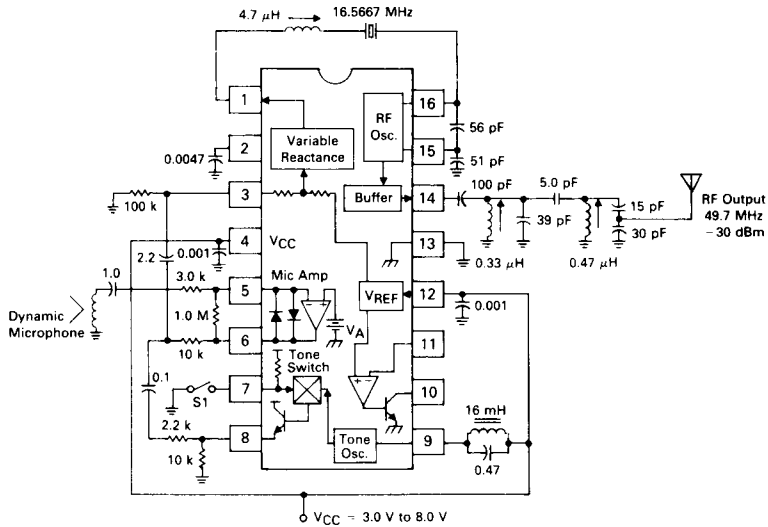 4.7 μH
16.5667 MHz
1
16
RF
Osc.
56 pF
Variable
Reactance
2
15
0.0047
51 pF
Buffer
14
100 pF
5.0 pF
15 pF
30 pF
RF Output
49.7 MHz
-30 dBm
3
100 k
39 pF
0.33 μH
0.47 μH
13
4
VCC
0.001
2.2
1.0
3.0 k
5
Mic Amp
VREF
12
0.001
Dynamic
Microphone
1.0 M
VA
6
10 k
11
Tone
Switch
0.1
7
S1
10
16 mH
2.2 k
8
Tone
Osc.
9
0.47
10 k
VCC = 3.0 V to 8.0 V